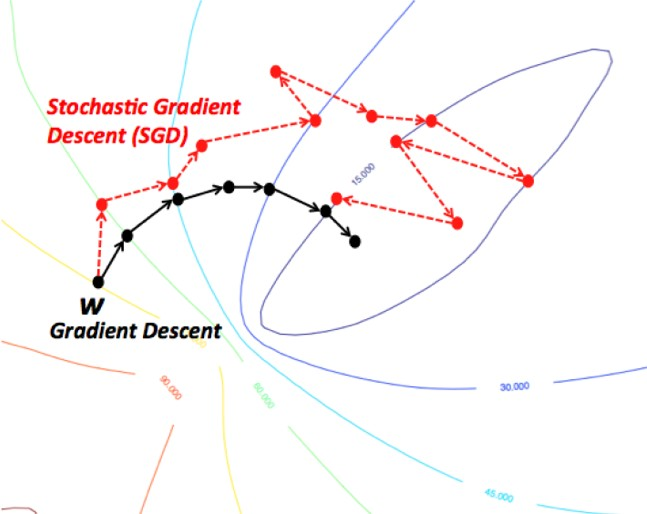 Stochastic Gradient
Descent (SGD)
15.000
W
Gradient Descent
90.000
60.000
30.000
45.000